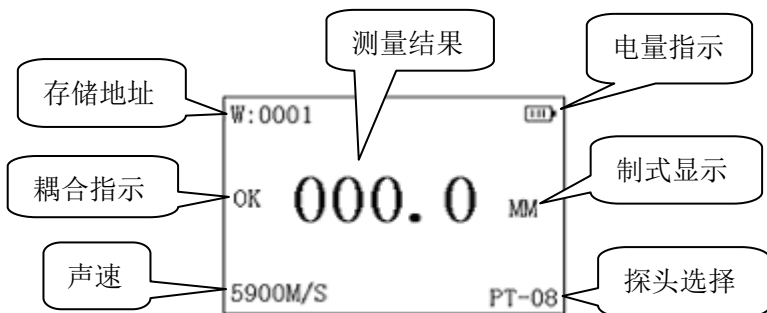 测量结果
电量指示
存储地址
W:0001
制式显示
耦合指示
OK
000.0
MM
声速
探头选择
5900M/S
PT-08